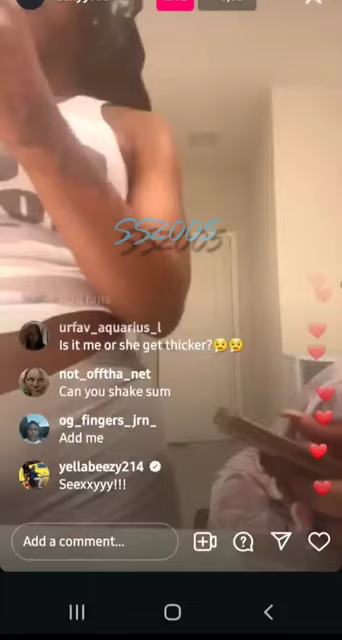 SSZ005
urfav_aquarius_l
Is it me or she get thicker?😢😢
not_offtha_net
Can you shake sum
og_fingers_jrn_
Add me
yellabeezy214
Seexxyyy!!!
Add a comment...